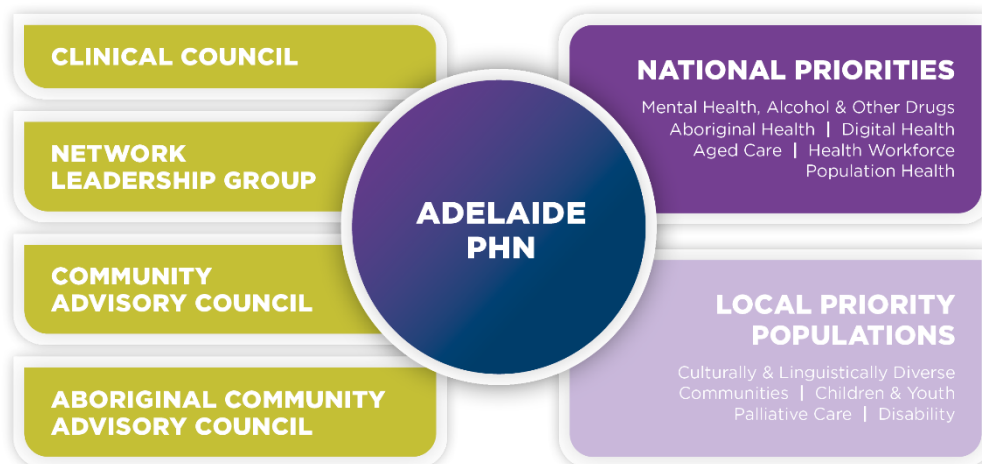 CLINICAL COUNCIL
NETWORK
LEADERSHIP GROUP
COMMUNITY
ADVISORY COUNCIL
ABORIGINAL COMMUNITY
ADVISORY COUNCIL
ADELAIDE
PHN
NATIONAL PRIORITIES
Mental Health, Alcohol & Other Drugs
Aboriginal Health | Digital Health
Aged Care | Health Workforce
Population Health
LOCAL PRIORITY
POPULATIONS
Culturally & Linguistically Diverse
Communities | Children & Youth
Palliative Care | Disability